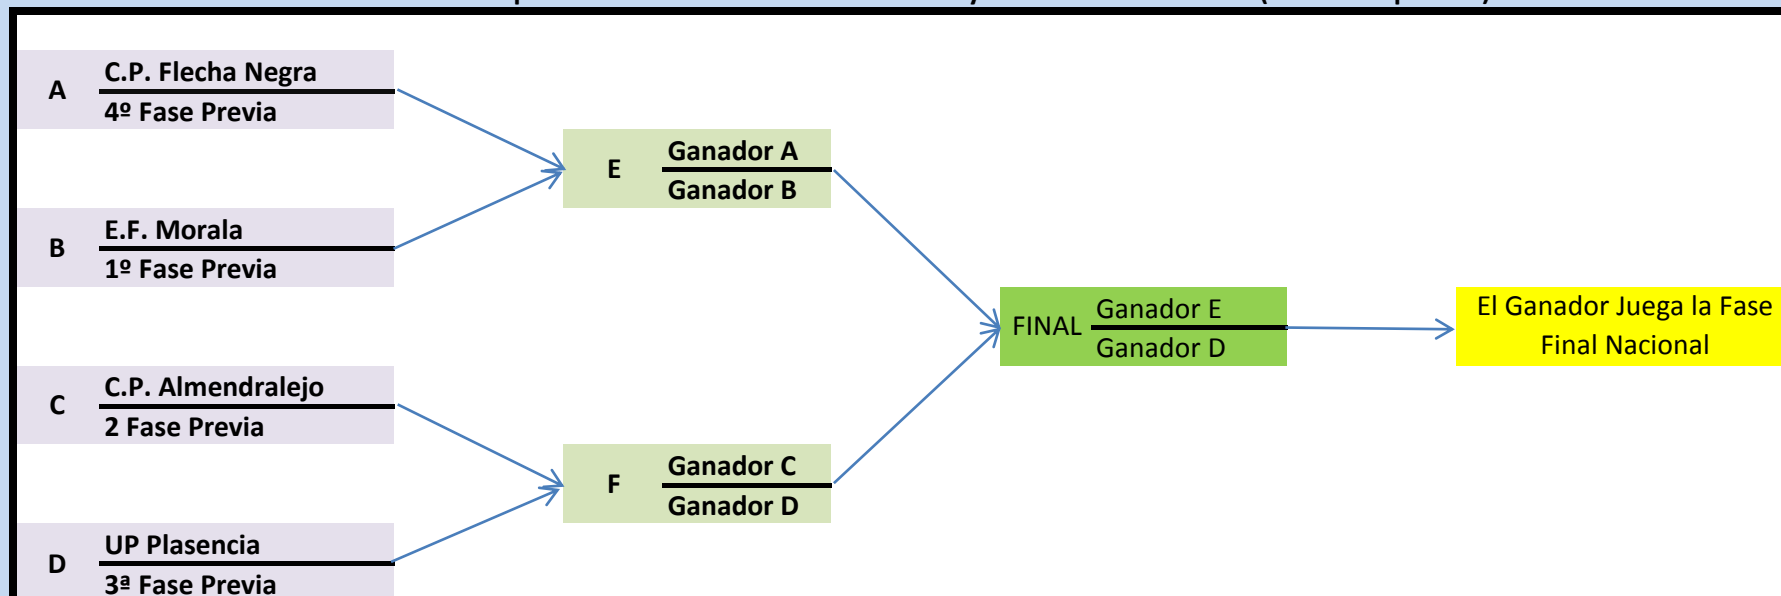 A
C.P. Flecha Negra
4º Fase Previa
E
Ganador A
Ganador B
B
E.F. Morala
1º Fase Previa
FINAL
Ganador E
Ganador D
El Ganador Juega la Fase
Final Nacional
C
C.P. Almendralejo
2 Fase Previa
F
Ganador C
Ganador D
D
UP Plasencia
3ª Fase Previa